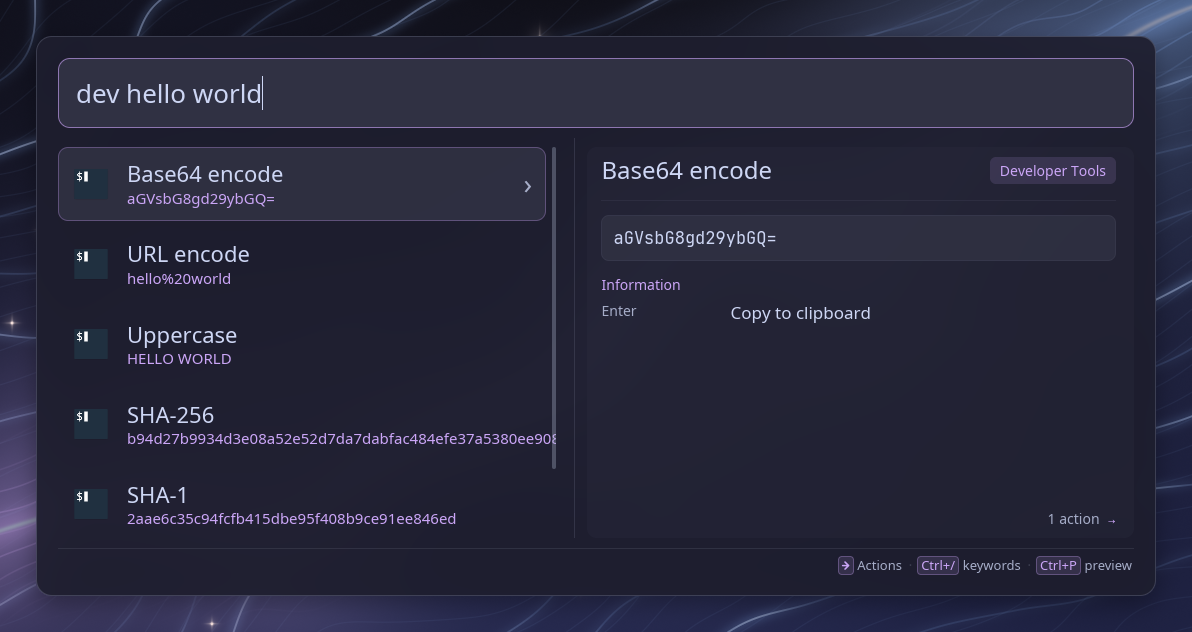 dev hello world
Base64 encode
aGVsbG8gd29ybGQ=
URL encode
hello%20world
Uppercase
HELLO WORLD
SHA-256
b94d27b9934d3e08a52e52d7da7dabfac484efe37a5380ee908
SHA-1
2aae6c35c94fcfb415dbe95f408b9ce91ee846ed
Base64 encode
Developer Tools
aGVsbG8gd29ybGQ=
Information
Enter Copy to clipboard
1 action →
→ Actions · Ctrl+/ keywords · Ctrl+P preview